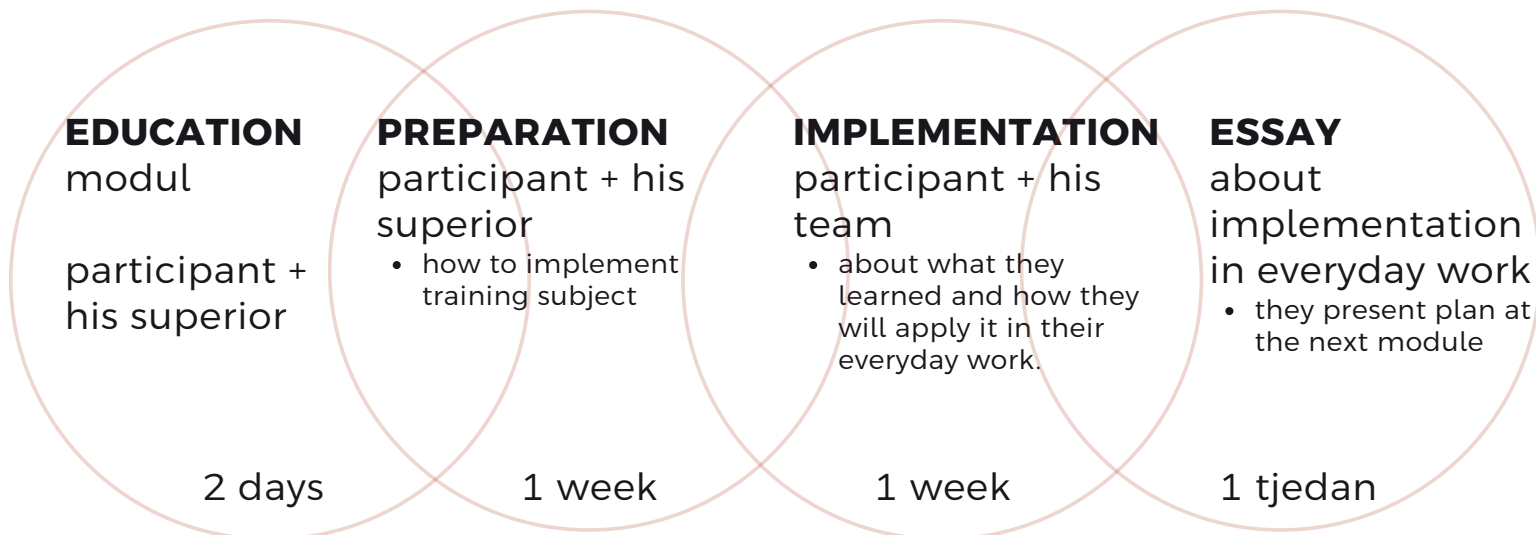 EDUCATION
modul
participant +
his superior
2 days
PREPARATION
participant + his
superior
• how to implement
training subject
1 week
IMPLEMENTATION
participant + his
team
• about what they
learned and how they
will apply it in their
everyday work.
1 week
ESSAY
about
implementation
in everyday work
• they present plan at
the next module
1 tjedan